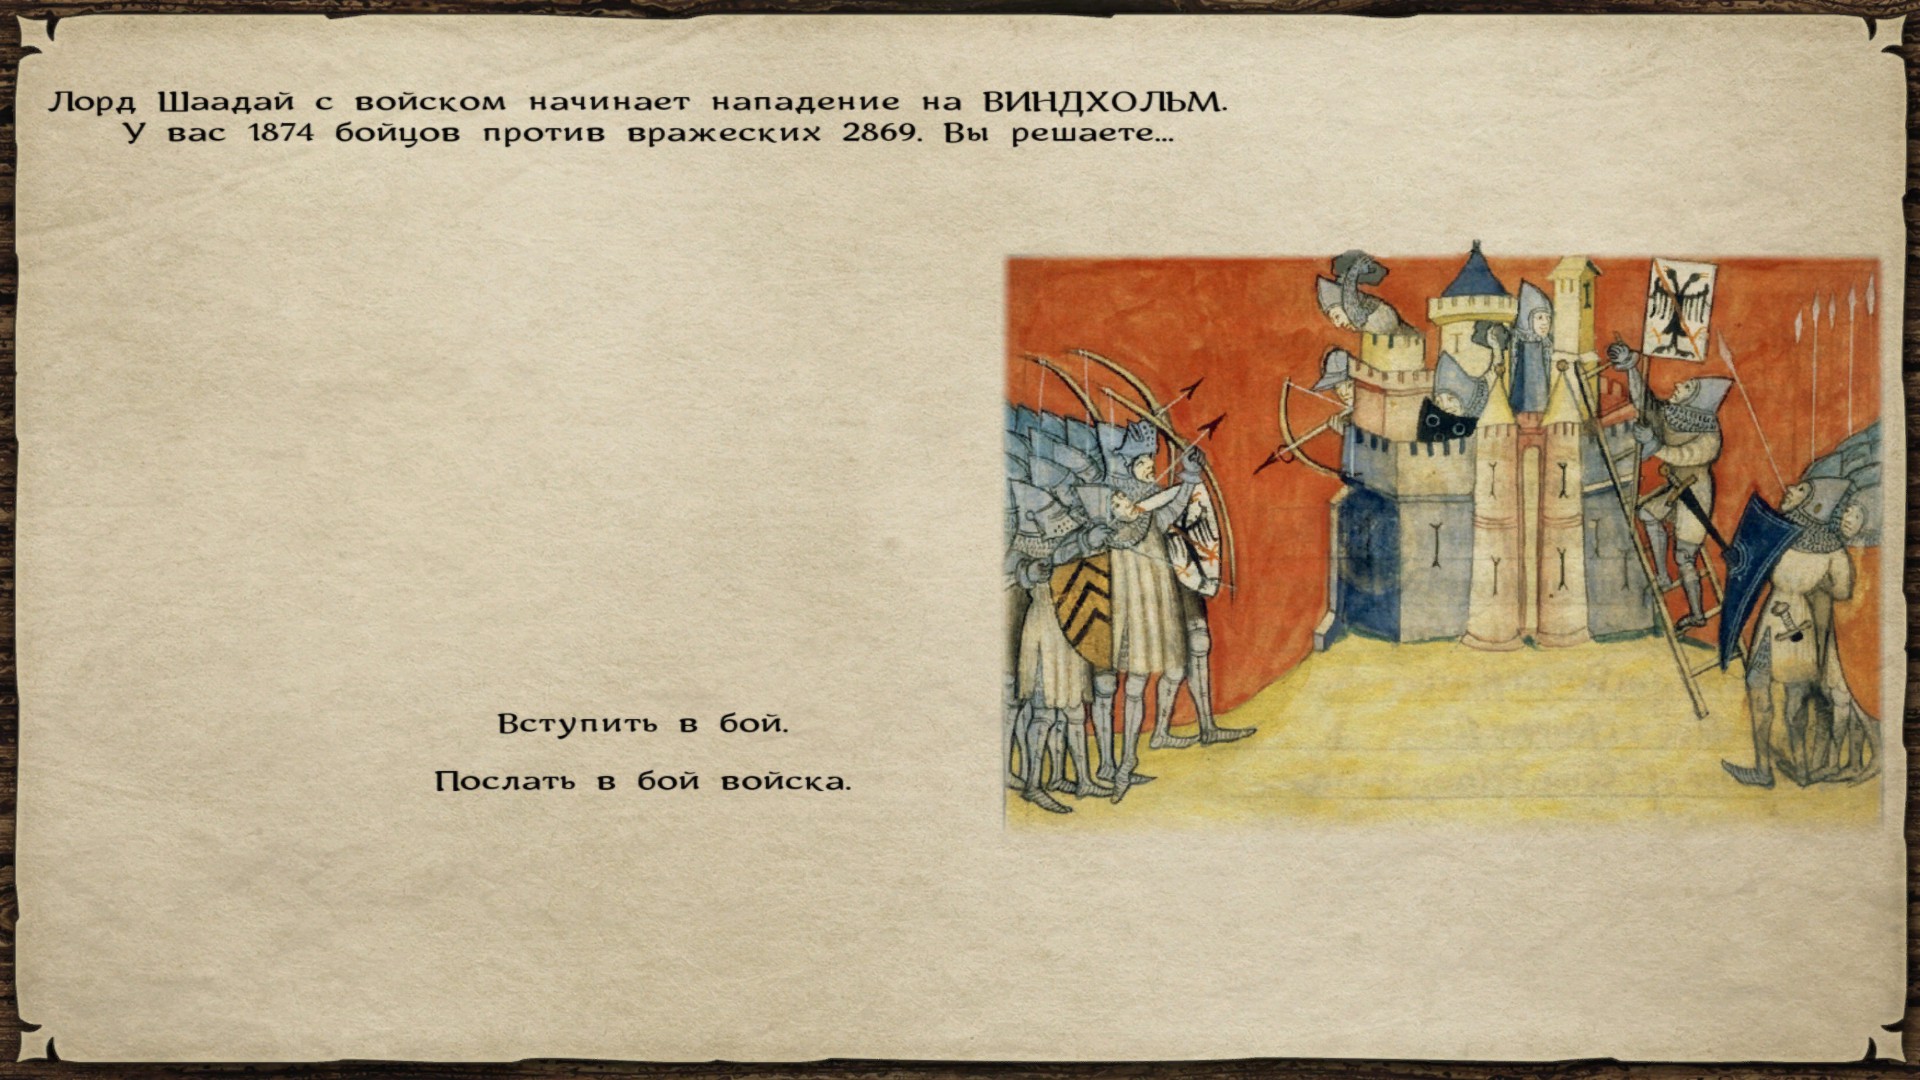 Лорд Шаадай с войском начинает нападение на ВИНДХОЛЬМ.
У вас 1874 бойцов против вражеских 2869. Вы решаете...
Вступить в бой.
Послать в бой войска.